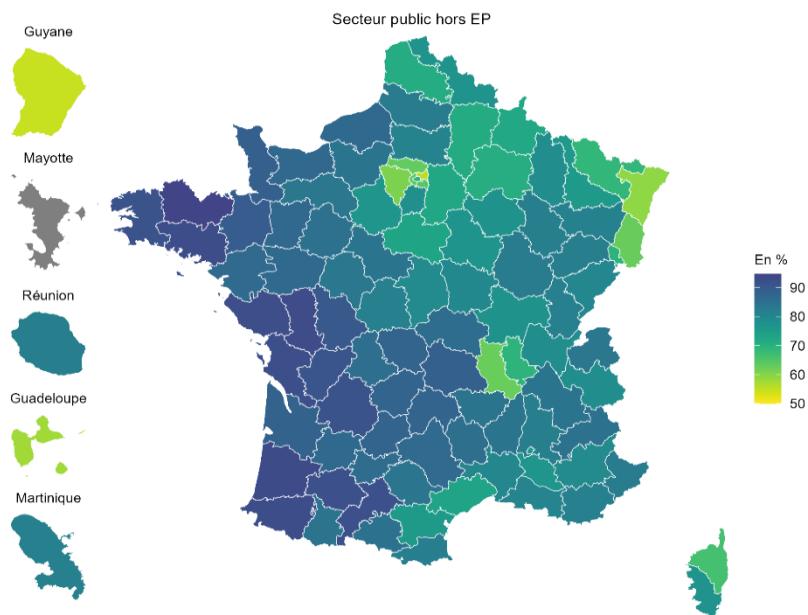 Secteur public hors EP
Guyane
Mayotte
Réunion
Guadeloupe
Martinique
En %
90
80
70
60
50